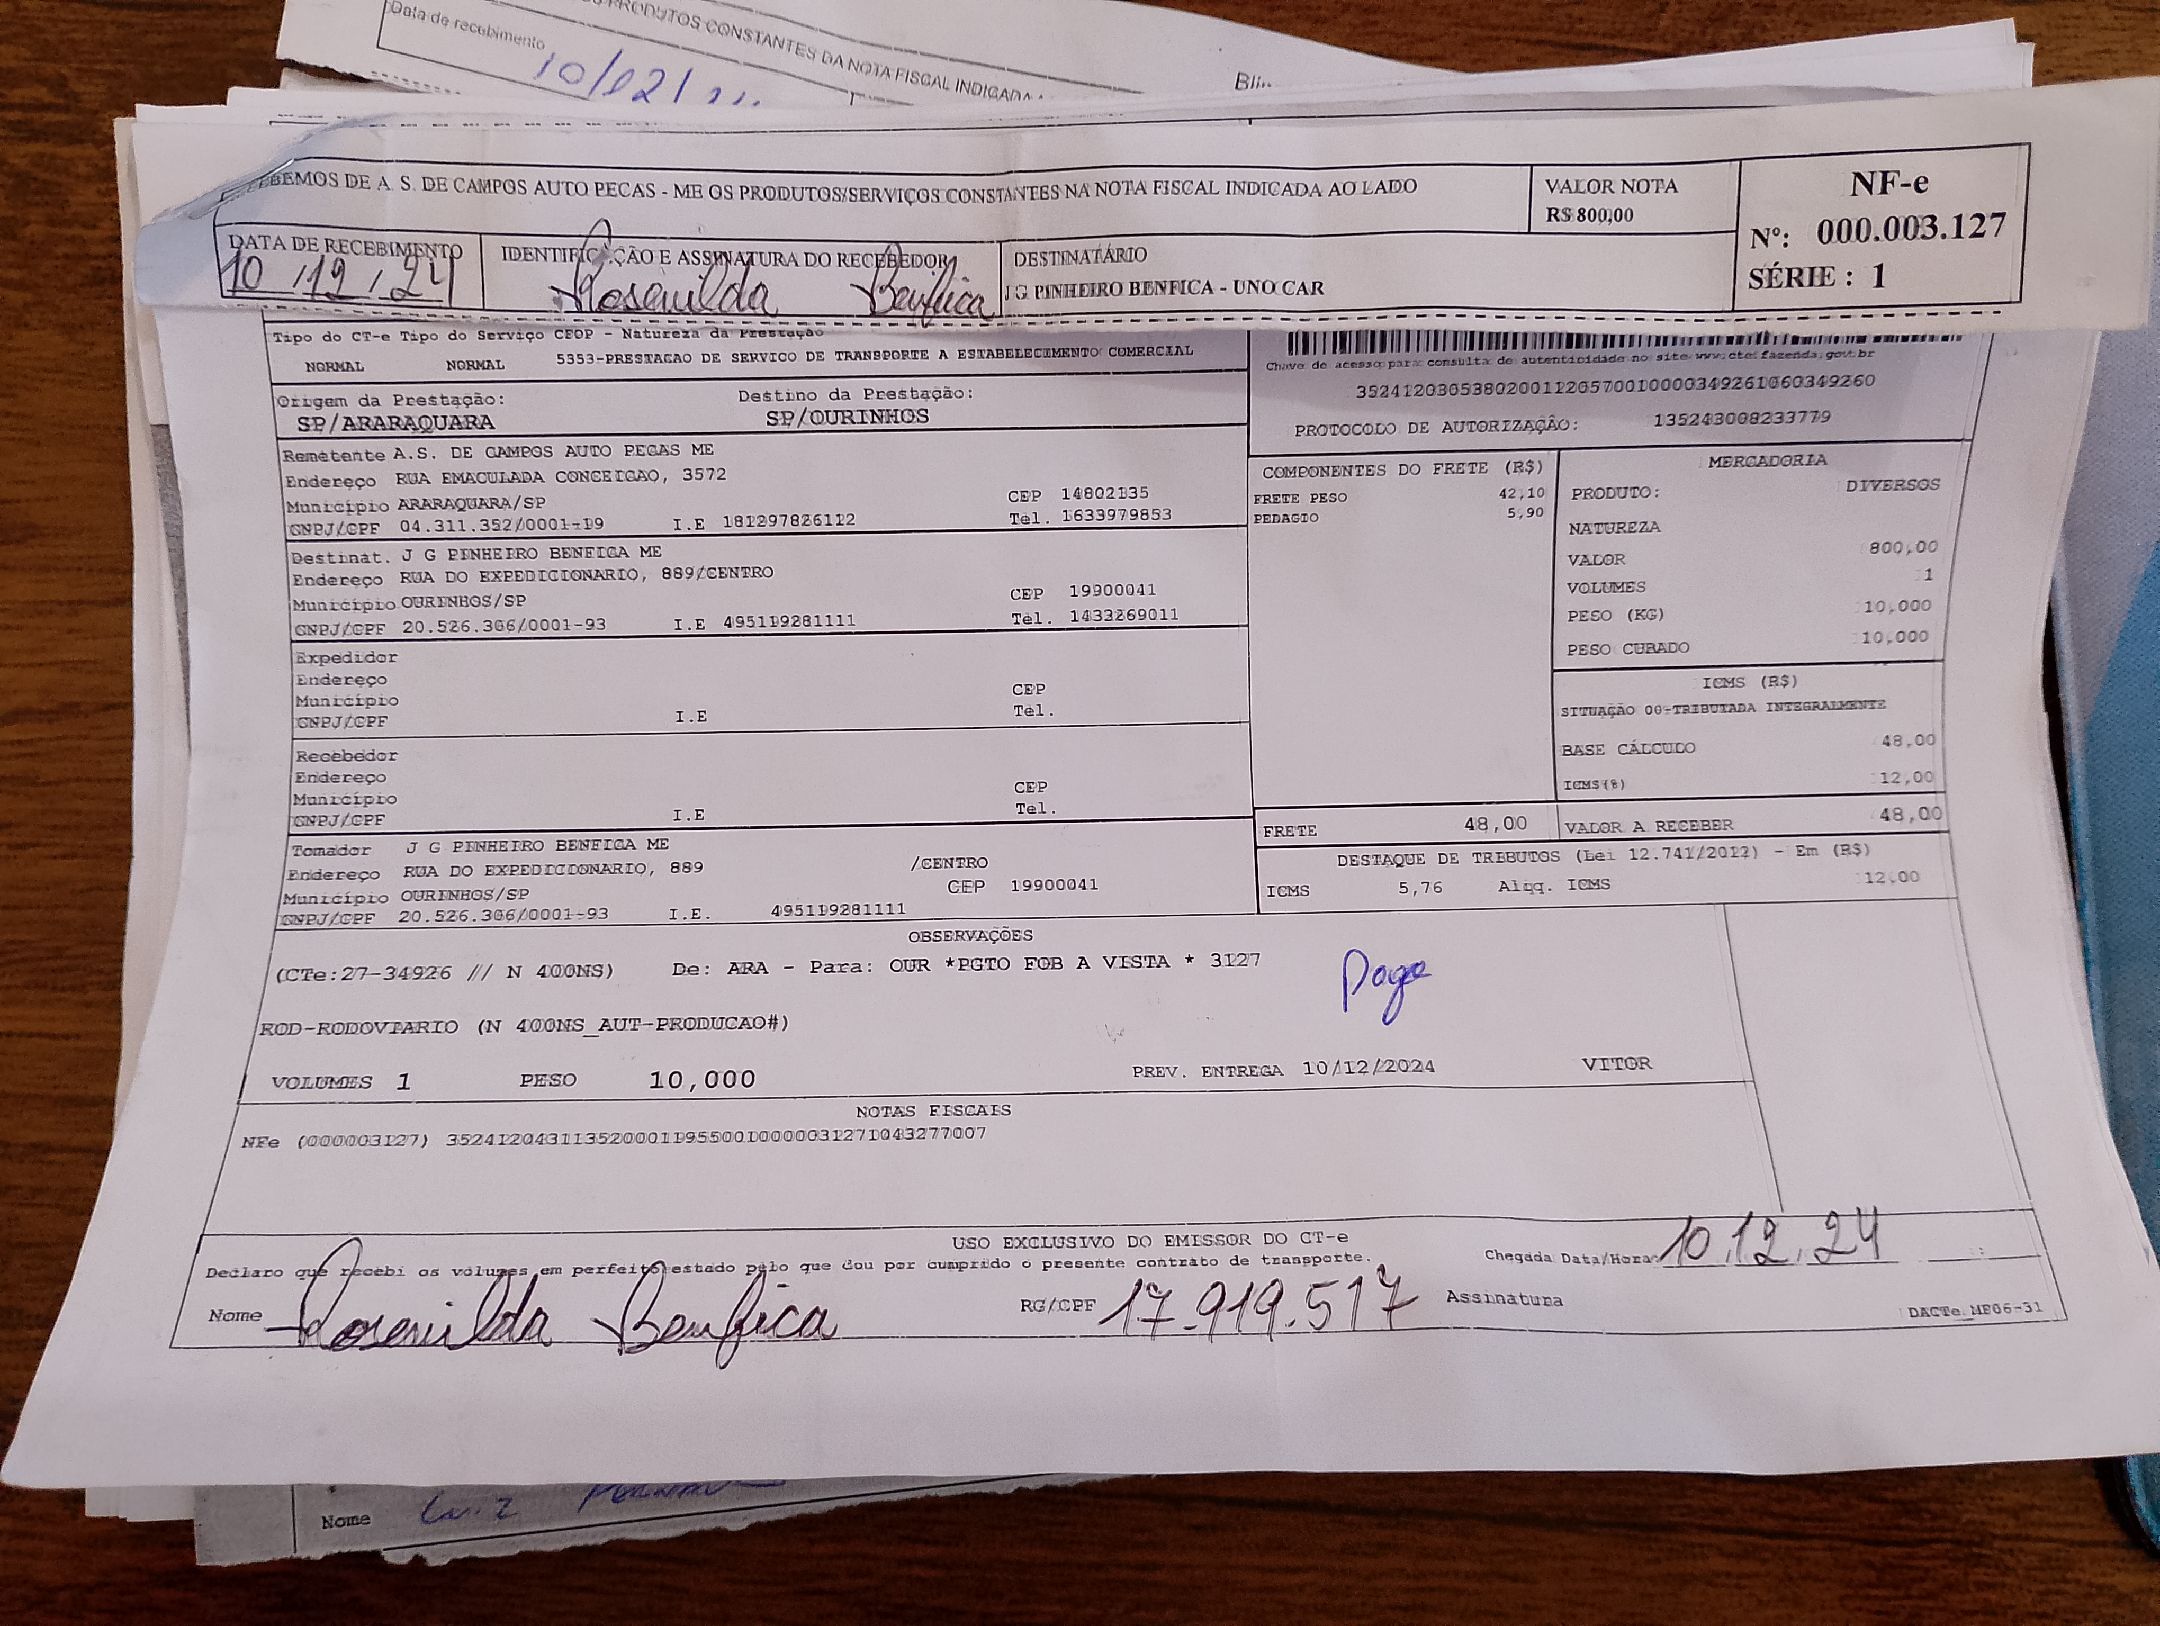 PRODUTOS CONSTANTES DA NOTA FISCAL INDICADA
Data de recebimento
10/12/
EBEMOS DE A. S. DE CAMPOS AUTO PECAS - ME OS PRODUTOS/SERVIÇOS CONSTANTES NA NOTA FISCAL INDICADA AO LADO
VALOR NOTA
R$ 800,00
NF-e
Nº: 000.003.127
SÉRIE : 1
DATA DE RECEBIMENTO
10 / 12 / 24
IDENTIFICAÇÃO E ASSINATURA DO RECEBEDOR
Rosenilda Benfica
DESTINATÁRIO
J G PINHEIRO BENFICA - UNO CAR
Tipo do CT-e Tipo do Serviço CFOP - Natureza da Prestação
NORMAL NORMAL 5353-PRESTACAO DE SERVICO DE TRANSPORTE A ESTABELECIMENTO COMERCIAL
Chave de acesso para consulta de autenticidade no site www.cte.fazenda.gov.br
35241203053802001120570010000349261060349260
PROTOCOLO DE AUTORIZAÇÃO: 135243008233779
Origem da Prestação: Destino da Prestação:
SP/ARARAQUARA SP/OURINHOS
Remetente A.S. DE CAMPOS AUTO PECAS ME
Endereço RUA EMACULADA CONCEICAO, 3572
Município ARARAQUARA/SP CEP 14802135
CNPJ/CPF 04.311.352/0001-19 I.E 181297826112 Tel. 1633979853
Destinat. J G PINHEIRO BENFICA ME
Endereço RUA DO EXPEDICIONARIO, 889/CENTRO
Município OURINHOS/SP CEP 19900041
CNPJ/CPF 20.526.366/0001-93 I.E 495119281111 Tel. 1433269011
Expedidor
Endereço
Município CEP
CNPJ/CPF I.E Tel.
Recebedor
Endereço
Município CEP
CNPJ/CPF I.E Tel.
Tomador J G PINHEIRO BENFICA ME
Endereço RUA DO EXPEDICIONARIO, 889 /CENTRO
Município OURINHOS/SP CEP 19900041
CNPJ/CPF 20.526.366/0001-93 I.E. 495119281111
COMPONENTES DO FRETE (R$)
FRETE PESO 42,10
PEDAGIO 5,90
MERCADORIA
PRODUTO: DIVERSOS
NATUREZA
VALOR 800,00
VOLUMES 1
PESO (KG) 10,000
PESO CUBADO 10,000
ICMS (R$)
SITUAÇÃO 00-TRIBUTADA INTEGRALMENTE
BASE CÁLCULO 48,00
ICMS(%) 12,00
FRETE 48,00 VALOR A RECEBER 48,00
DESTAQUE DE TRIBUTOS (Lei 12.741/2012) - Em (R$)
ICMS 5,76 Alíq. ICMS 12,00
OBSERVAÇÕES
(CTe:27-34926 // N 400NS) De: ARA - Para: OUR *PGTO FOB A VISTA * 3127
Pago
ROD-RODOVIARIO (N 400NS_AUT-PRODUCAO#)
VOLUMES 1 PESO 10,000 PREV. ENTREGA 10/12/2024 VITOR
NOTAS FISCAIS
NFe (000003127) 35241204311352000119550010000031271043277007
USO EXCLUSIVO DO EMISSOR DO CT-e
Declaro que recebi os volumes em perfeito estado pelo que dou por cumprido o presente contrato de transporte.
Chegada Data/Hora: 10.12.24 :
Nome Rosenilda Benfica RG/CPF 17.919.517 Assinatura
DACTe_MF06-31
Nome Luiz